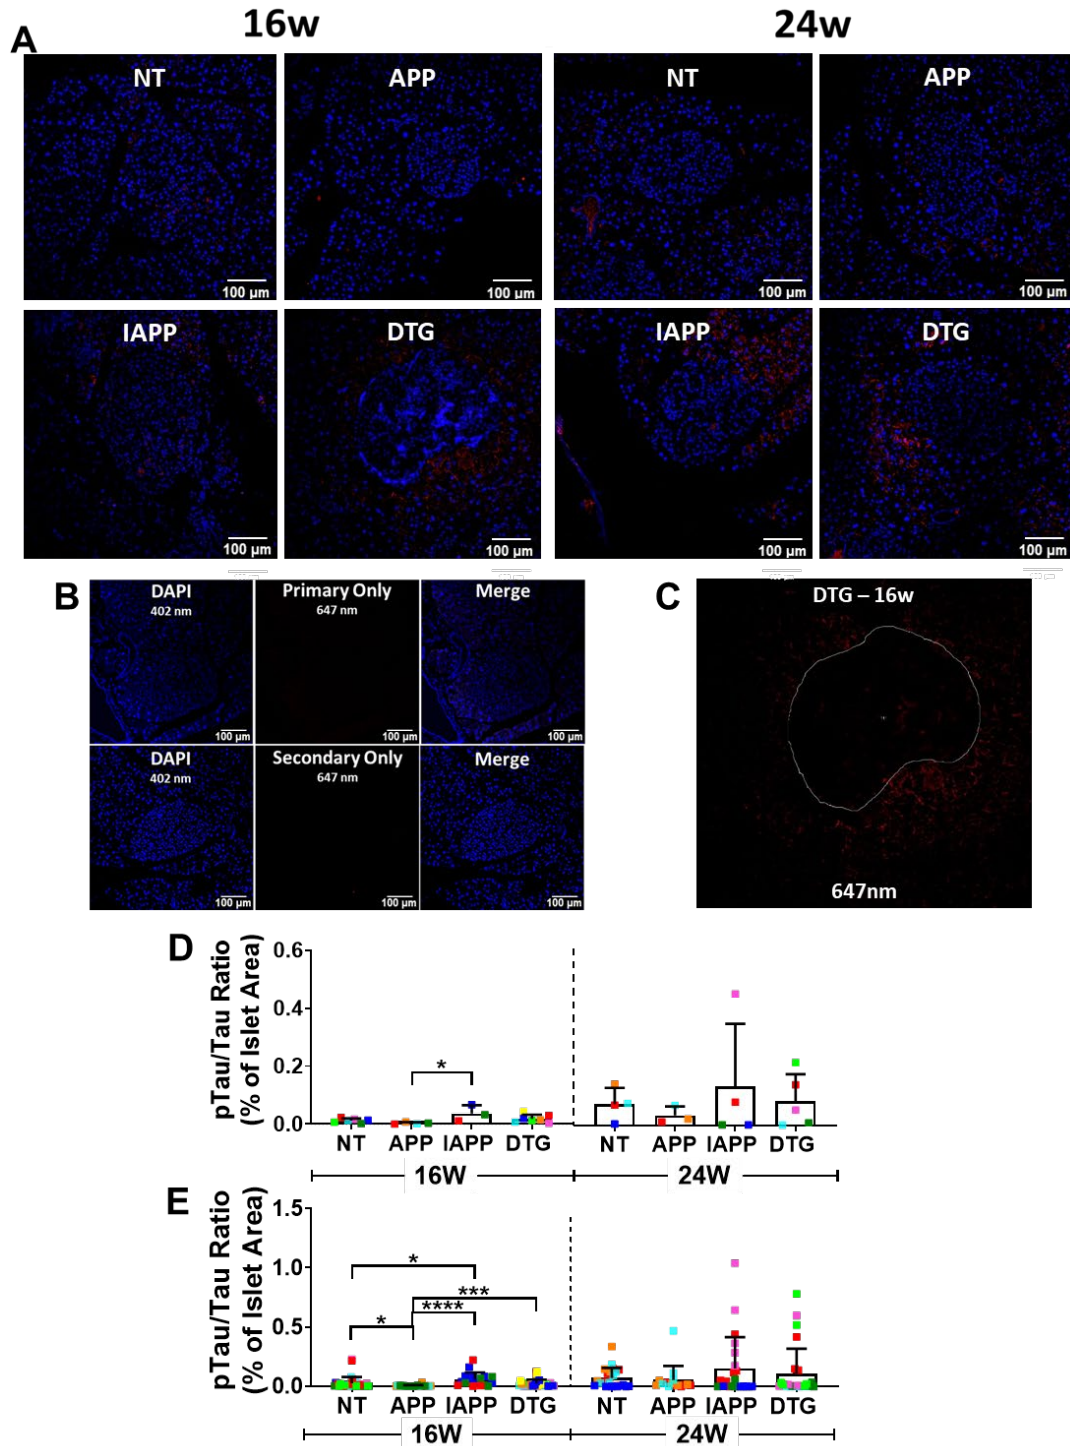 16w 24w
A
NT APP NT APP
100 µm 100 µm 100 µm 100 µm
IAPP DTG IAPP DTG
100 µm 100 µm 100 µm 100 µm
B
DAPI Primary Only Merge
402 nm 647 nm
100 µm 100 µm 100 µm
DAPI Secondary Only Merge
402 nm 647 nm
100 µm 100 µm 100 µm
C
DTG – 16w
647nm
D
pTau/Tau Ratio
(% of Islet Area)
0.6
0.4
0.2
0.0
*
NT APP IAPP DTG NT APP IAPP DTG
16W 24W
E
pTau/Tau Ratio
(% of Islet Area)
1.5
1.0
0.5
0.0
*
***
****
*
NT APP IAPP DTG NT APP IAPP DTG
16W 24W